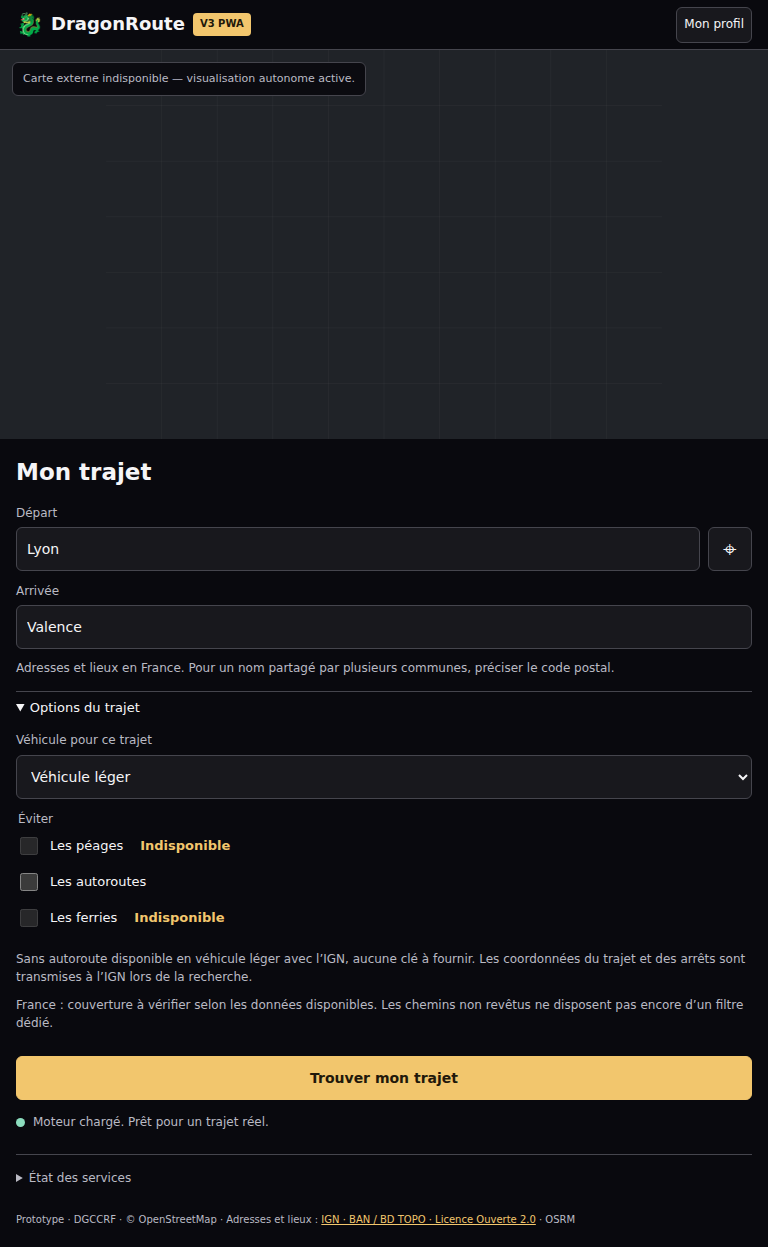 DragonRoute V3 PWA Mon profil
Carte externe indisponible — visualisation autonome active.
Mon trajet
Départ
Lyon
Arrivée
Valence
Adresses et lieux en France. Pour un nom partagé par plusieurs communes, préciser le code postal.
Options du trajet
Véhicule pour ce trajet
Véhicule léger
Éviter
Les péages Indisponible
Les autoroutes
Les ferries Indisponible
Sans autoroute disponible en véhicule léger avec l’IGN, aucune clé à fournir. Les coordonnées du trajet et des arrêts sont
transmises à l’IGN lors de la recherche.
France : couverture à vérifier selon les données disponibles. Les chemins non revêtus ne disposent pas encore d’un filtre
dédié.
Trouver mon trajet
Moteur chargé. Prêt pour un trajet réel.
État des services
Prototype · DGCCRF · © OpenStreetMap · Adresses et lieux : IGN · BAN / BD TOPO · Licence Ouverte 2.0 · OSRM